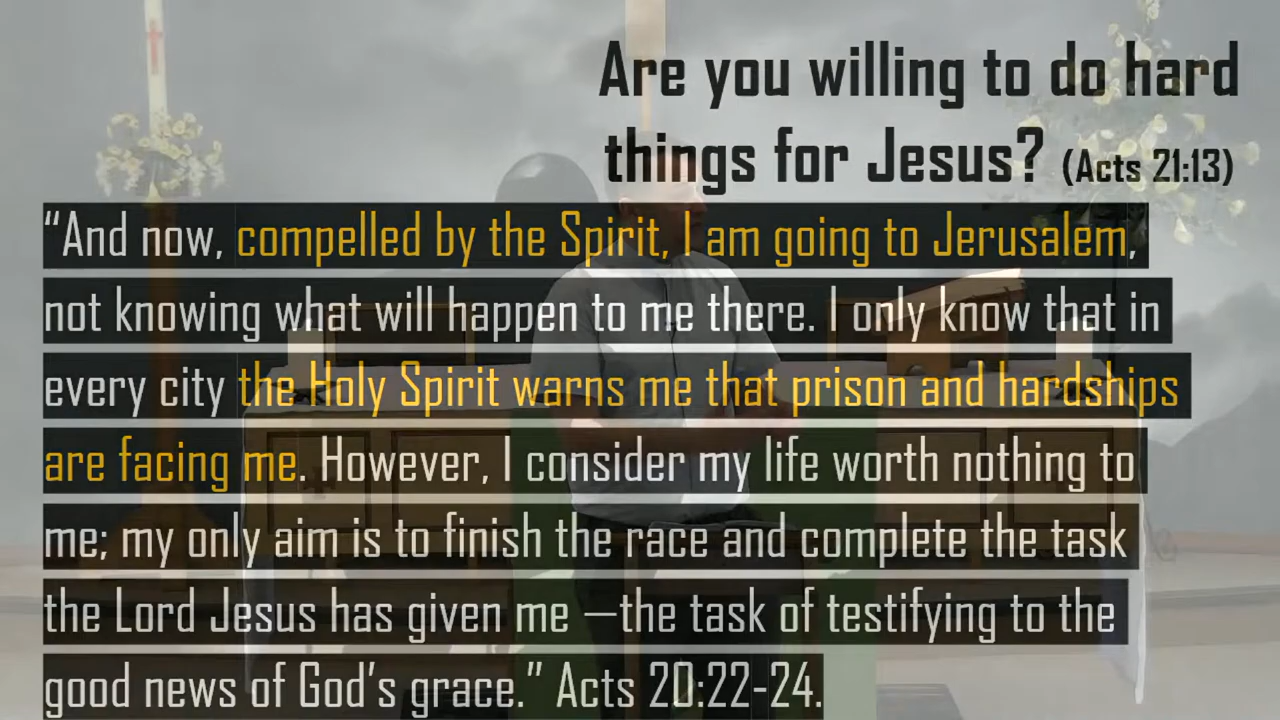 Are you willing to do hard
things for Jesus? (Acts 21:13)
“And now, compelled by the Spirit, I am going to Jerusalem,
not knowing what will happen to me there. I only know that in
every city the Holy Spirit warns me that prison and hardships
are facing me. However, I consider my life worth nothing to
me; my only aim is to finish the race and complete the task
the Lord Jesus has given me —the task of testifying to the
good news of God’s grace.” Acts 20:22-24.